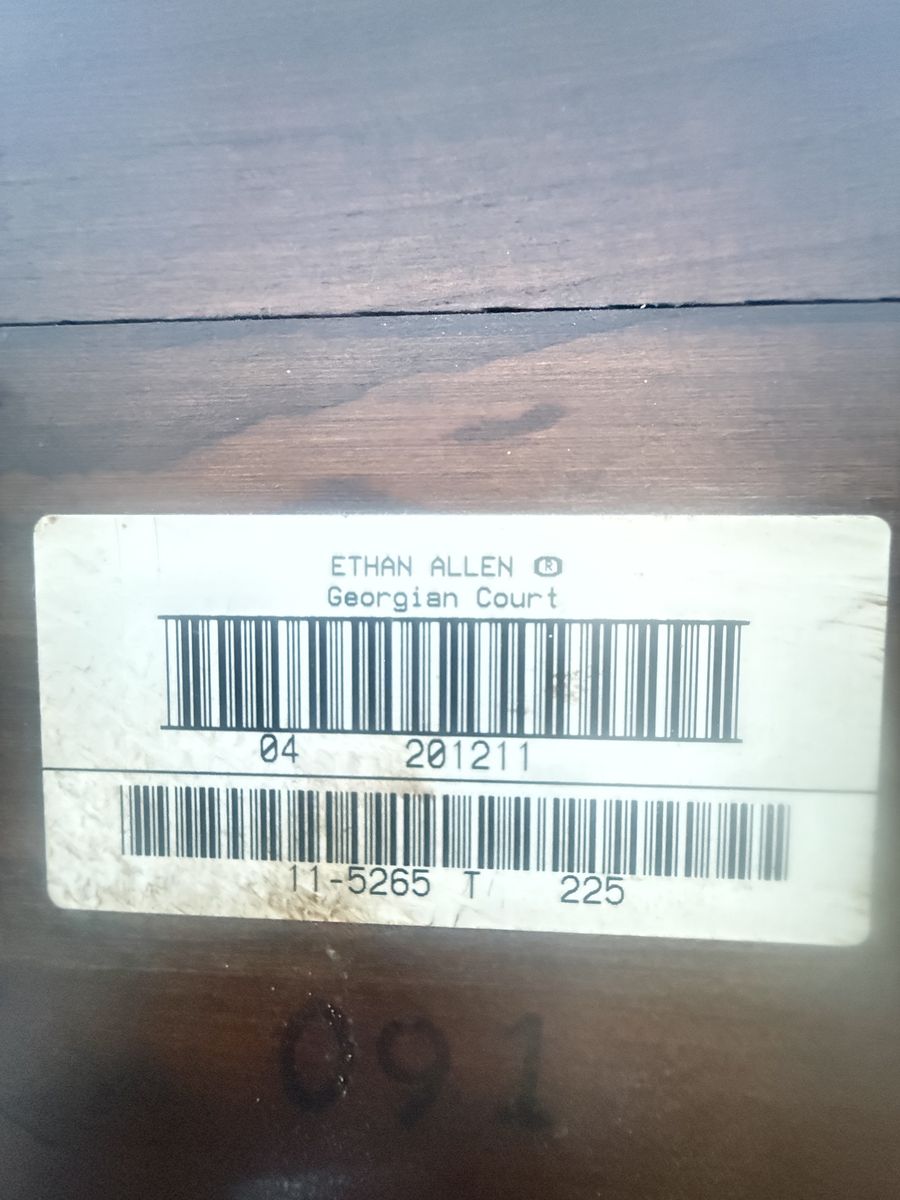 ETHAN ALLEN ®
Georgian Court
04 201211
11-5265 T 225
091